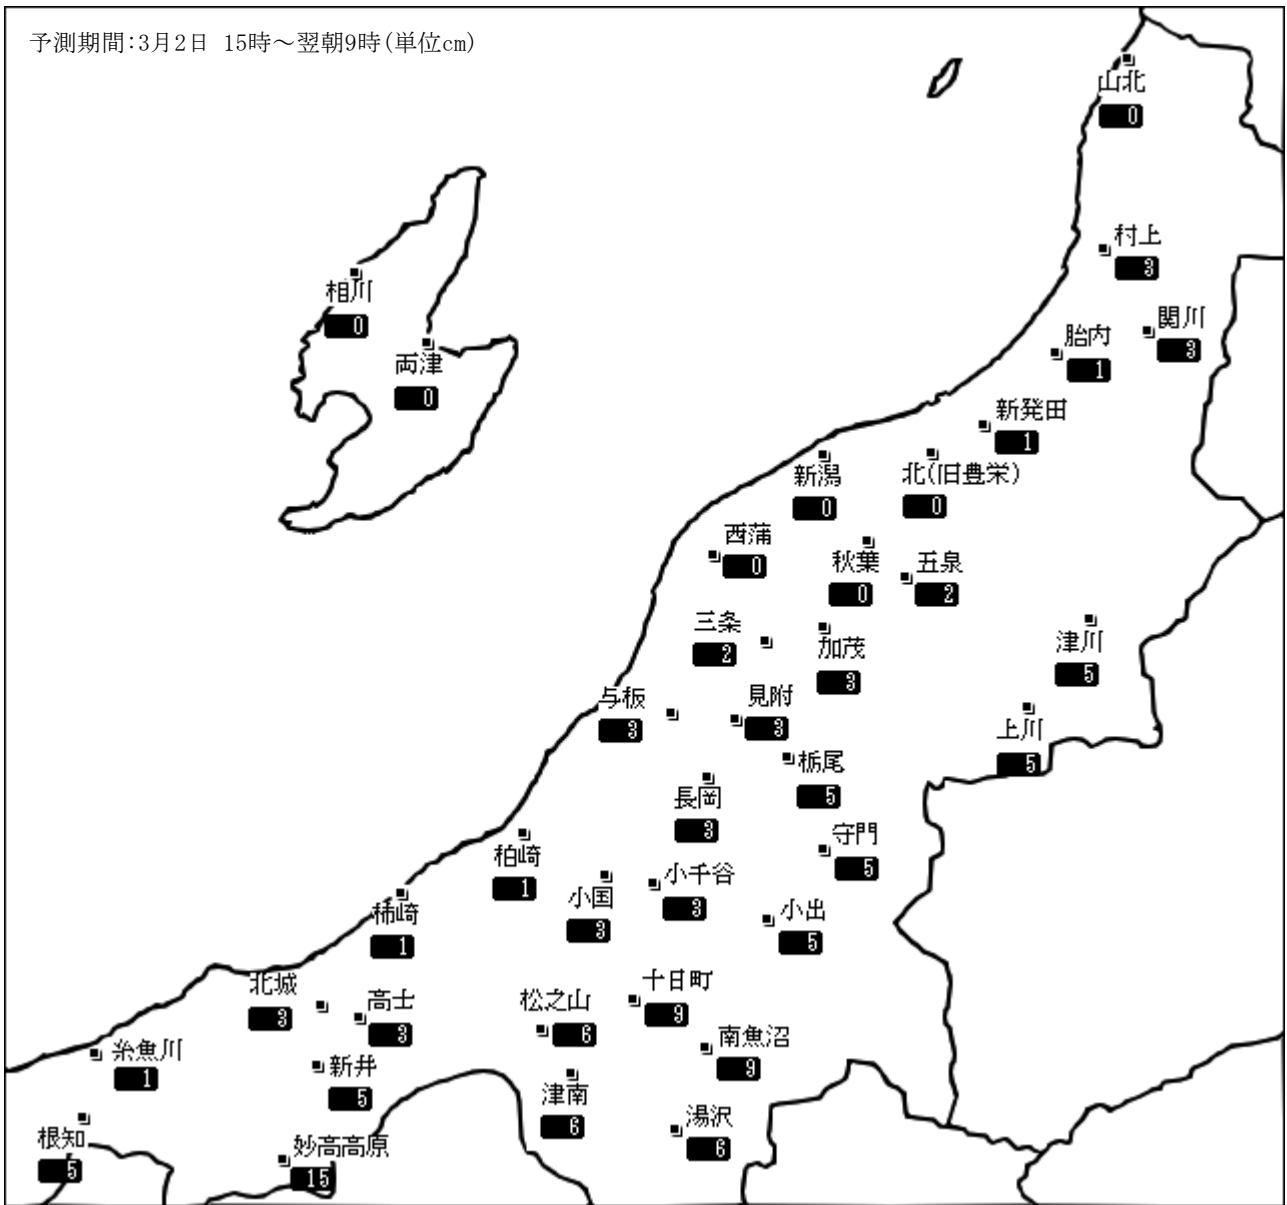 予測期間:3月2日 15時～翌朝9時(単位cm)
山北
0
村上
3
相川
0
関川
3
胎内
1
両津
0
新発田
1
新潟
0
北(旧豊栄)
0
西蒲
0
秋葉
0
五泉
2
三条
2
加茂
3
津川
5
与板
3
見附
3
上川
5
栃尾
5
長岡
3
守門
5
柏崎
1
小国
3
小千谷
3
小出
5
柿崎
1
北城
3
高士
3
松之山
6
十日町
9
南魚沼
9
糸魚川
1
新井
5
津南
6
湯沢
6
根知
5
妙高高原
15